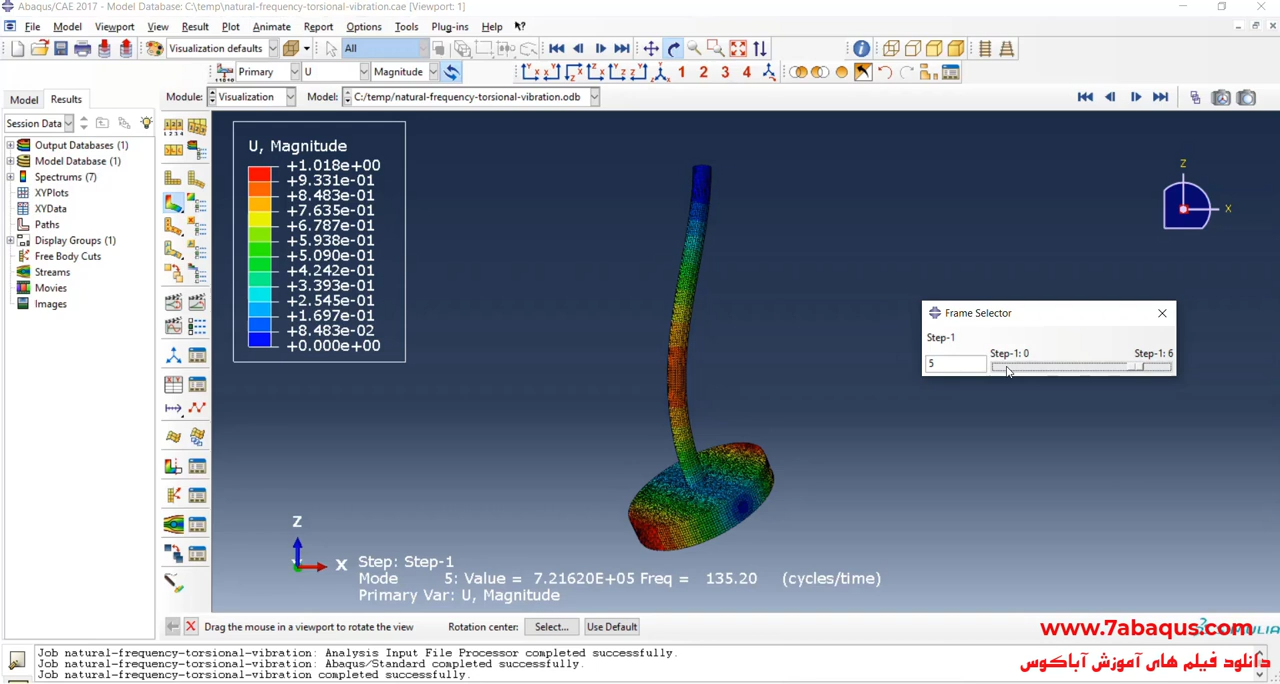 Abaqus/CAE 2017 - Model Database: C:\temp\natural-frequency-torsional-vibration.cae [Viewport: 1]
File Model Viewport View Result Plot Animate Report Options Tools Plug-ins Help
Visualization defaults All
Primary U Magnitude 1 2 3 4
Model Results Module: Visualization Model: C:/temp/natural-frequency-torsional-vibration.odb
Session Data
Output Databases (1)
Model Database (1)
Spectrums (7)
XYPlots
XYData
Paths
Display Groups (1)
Free Body Cuts
Streams
Movies
Images
U, Magnitude
+1.018e+00
+9.331e-01
+8.483e-01
+7.635e-01
+6.787e-01
+5.938e-01
+5.090e-01
+4.242e-01
+3.393e-01
+2.545e-01
+1.697e-01
+8.483e-02
+0.000e+00
Z
X
Frame Selector
Step-1
Step-1: 0 Step-1: 6
5
Z
X
Step: Step-1
Mode 5: Value = 7.21620E+05 Freq = 135.20 (cycles/time)
Primary Var: U, Magnitude
Drag the mouse in a viewport to rotate the view Rotation center: Select... Use Default
www.7abaqus.com
دانلود فیلم های آموزش آباکوس
Job natural-frequency-torsional-vibration: Analysis Input File Processor completed successfully.
Job natural-frequency-torsional-vibration: Abaqus/Standard completed successfully.
Job natural-frequency-torsional-vibration completed successfully.